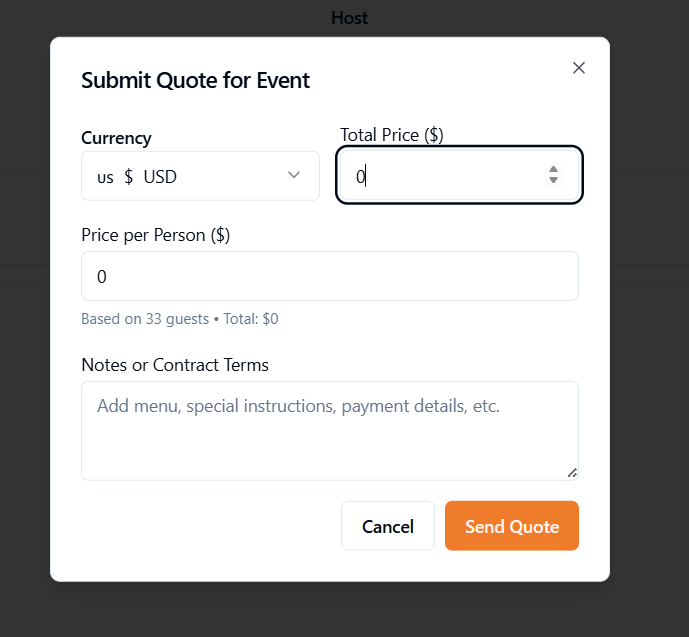 Host
Submit Quote for Event
Currency
Total Price ($)
us $ USD
0
Price per Person ($)
0
Based on 33 guests • Total: $0
Notes or Contract Terms
Add menu, special instructions, payment details, etc.
Cancel
Send Quote